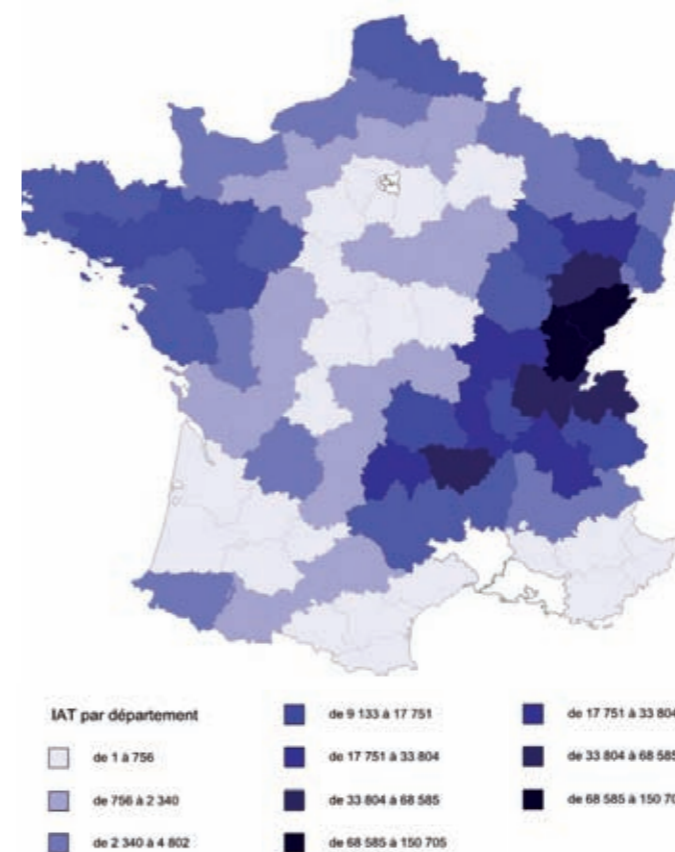 IAT par département
de 1 à 756
de 756 à 2 340
de 2 340 à 4 802
de 9 133 à 17 751
de 17 751 à 33 804
de 33 804 à 68 585
de 68 585 à 150 705
de 17 751 à 33 804
de 33 804 à 68 585
de 68 585 à 150 70